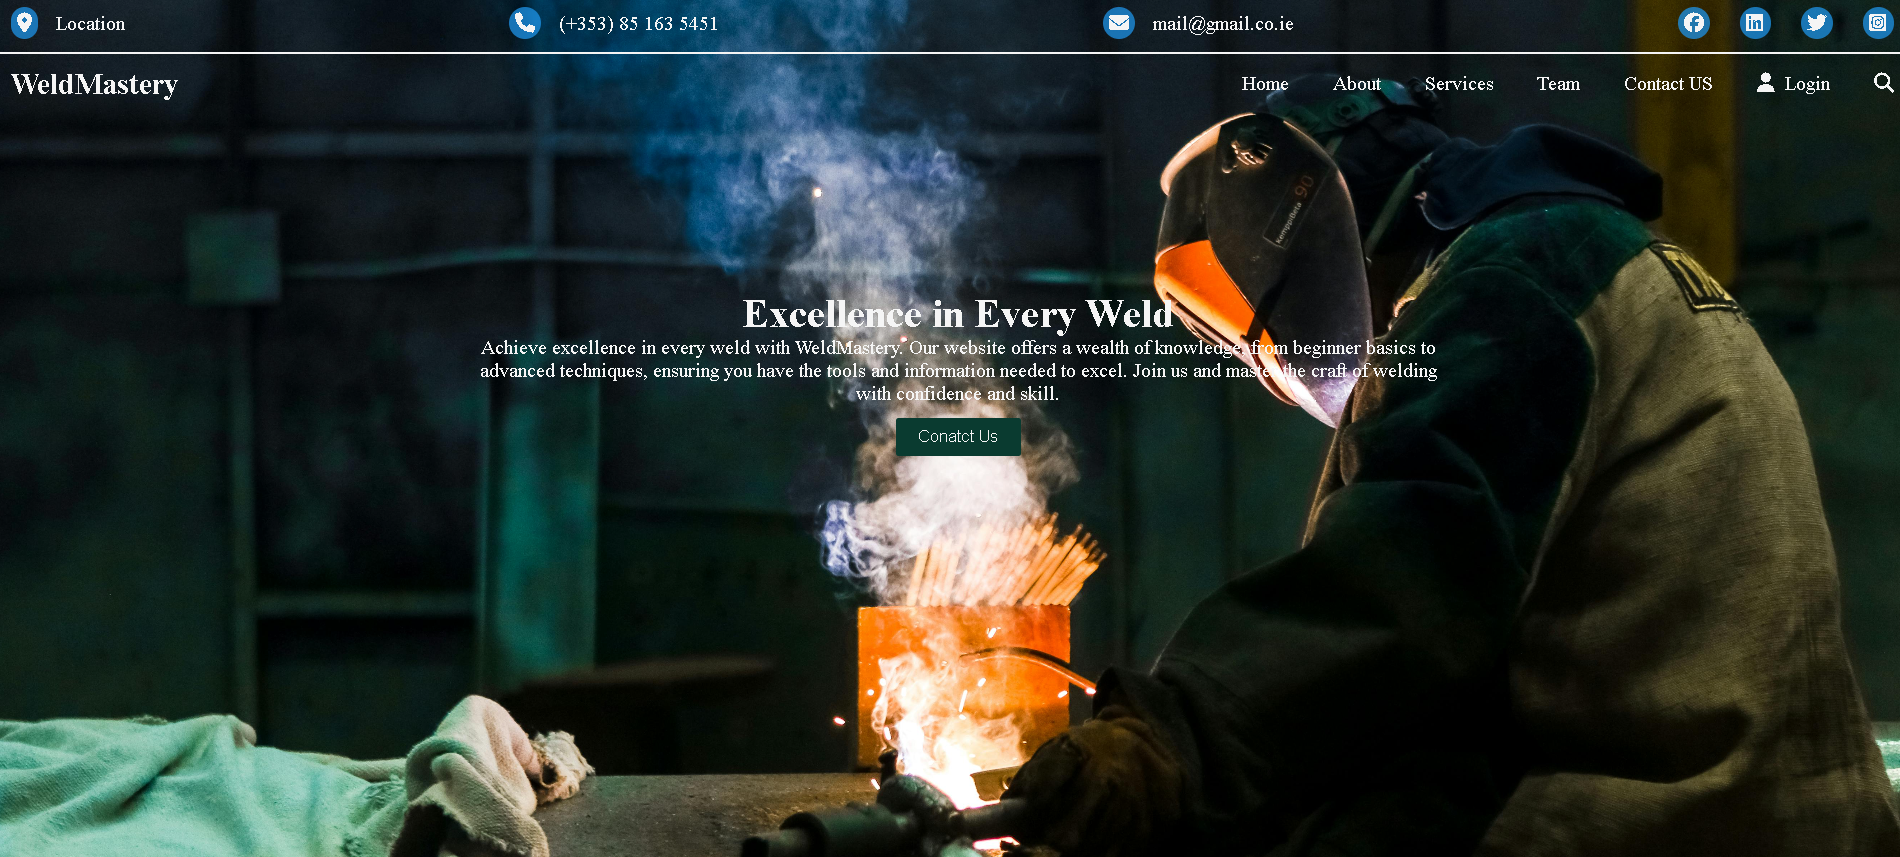 Location
(+353) 85 163 5451
mail@gmail.co.ie
WeldMastery
Home
About
Services
Team
Contact US
Login
Excellence in Every Weld
Achieve excellence in every weld with WeldMastery. Our website offers a wealth of knowledge, from beginner basics to
advanced techniques, ensuring you have the tools and information needed to excel. Join us and master the craft of welding
with confidence and skill.
Conatct Us
KemppiBeta 90